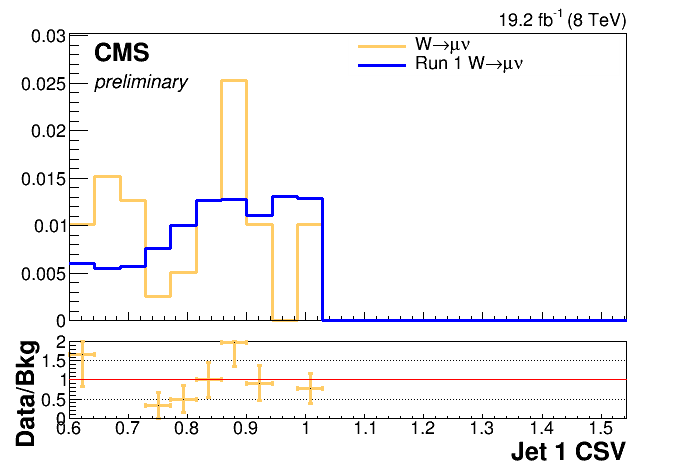 19.2 fb-1 (8 TeV)
CMS
preliminary
W→μν
Run 1 W→μν
0.03
0.025
0.02
0.015
0.01
0.005
0
Data/Bkg
2
1.5
1
0.5
0
0.6 0.7 0.8 0.9 1 1.1 1.2 1.3 1.4 1.5
Jet 1 CSV